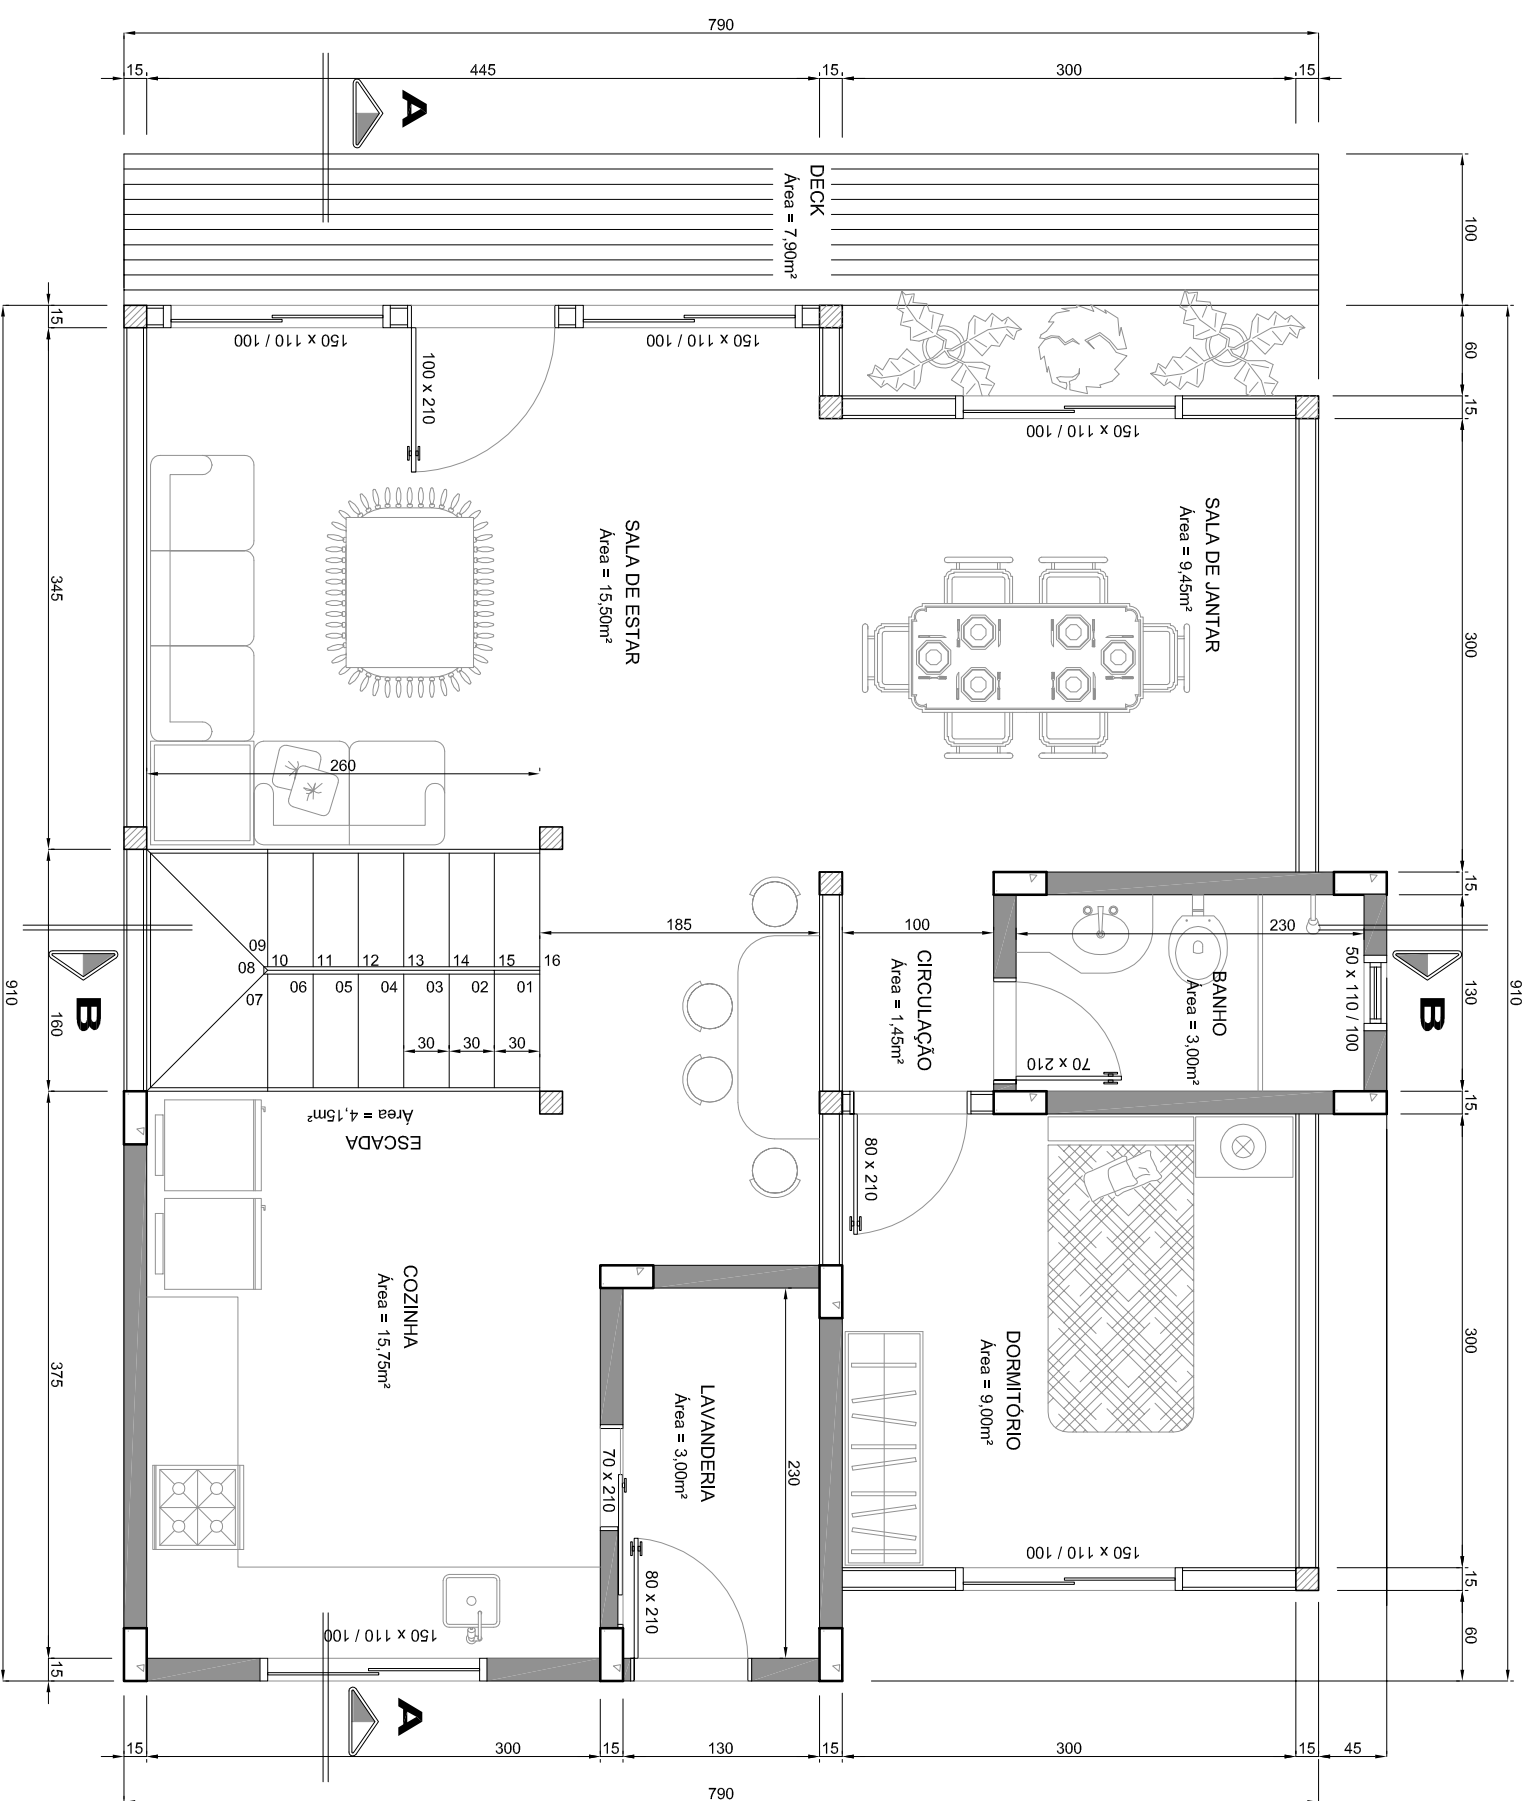 790
15
445
15
300
15
A
DECK
Área = 7,90m²
100
15
150 x 110 / 100
150 x 110 / 100
100 x 210
60
15
150 x 110 / 100
SALA DE ESTAR
Área = 15,50m²
SALA DE JANTAR
Área = 9,45m²
345
300
260
15
185
100
230
09
08
07
10
11
12
13
14
15
16
06
05
04
03
02
01
30
30
30
CIRCULAÇÃO
Área = 1,45m²
BANHO
Área = 3,00m²
50 x 110 / 100
70 x 210
B
B
910
160
130
910
15
ESCADA
Área = 4,15m²
80 x 210
COZINHA
Área = 15,75m²
DORMITÓRIO
Área = 9,00m²
LAVANDERIA
Área = 3,00m²
375
300
230
70 x 210
80 x 210
150 x 110 / 100
150 x 110 / 100
15
60
15
A
15
300
15
130
15
300
15
45
790